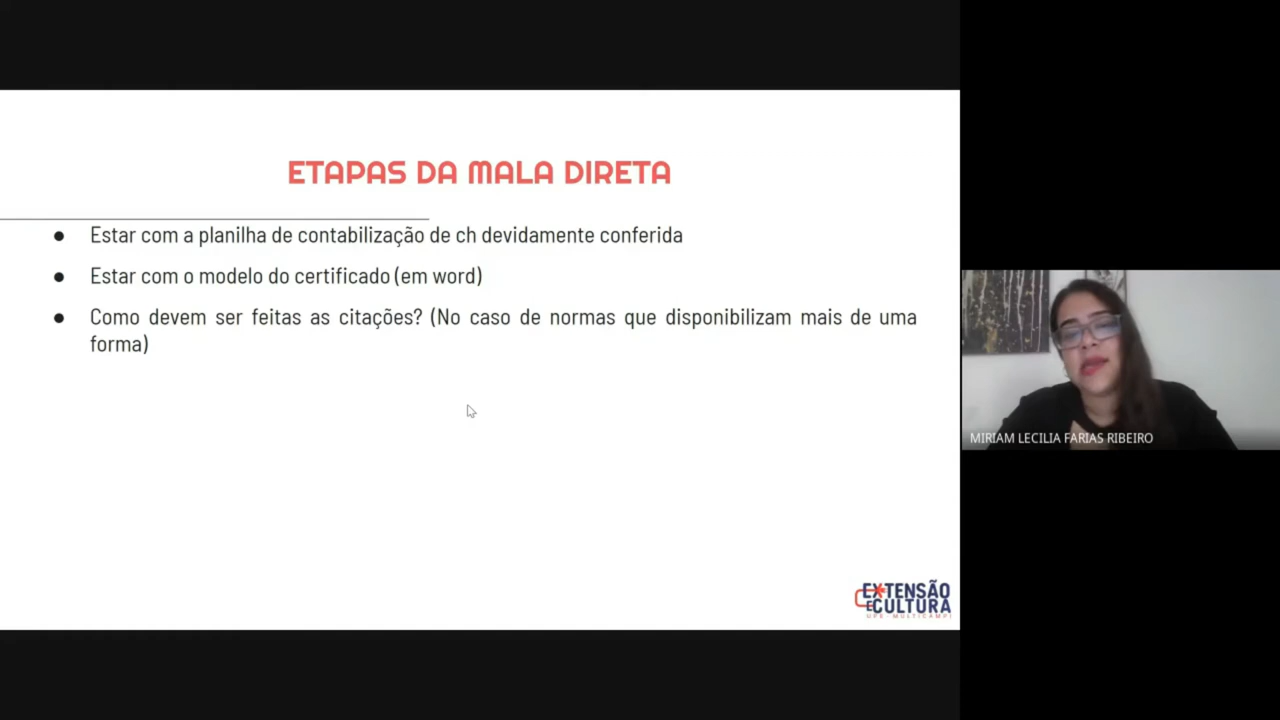 ETAPAS DA MALA DIRETA
● Estar com a planilha de contabilização de ch devidamente conferida
● Estar com o modelo do certificado (em word)
● Como devem ser feitas as citações? (No caso de normas que disponibilizam mais de uma
forma)
MIRIAM LECILIA FARIAS RIBEIRO
EXTENSÃO
E CULTURA
UPE · MULTICAMPI